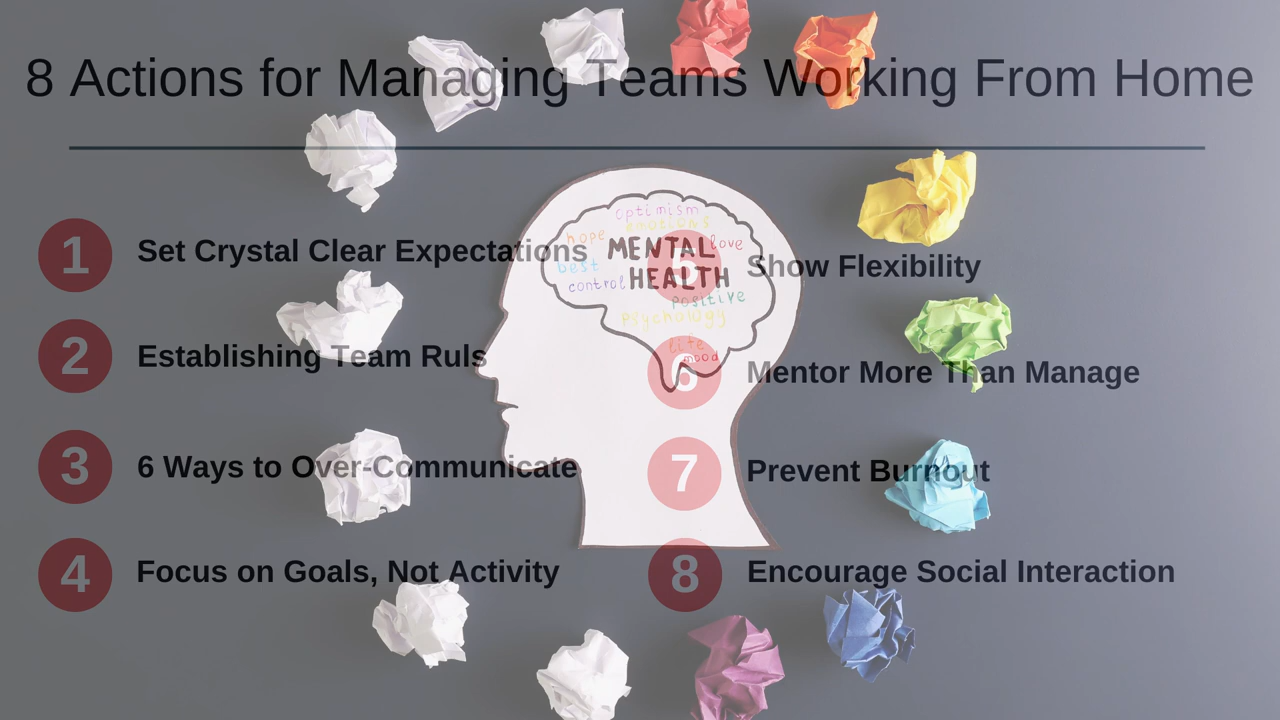 8 Actions for Managing Teams Working From Home
1 Set Crystal Clear Expectations
2 Establishing Team Ruls
3 6 Ways to Over-Communicate
4 Focus on Goals, Not Activity
5 Show Flexibility
6 Mentor More Than Manage
7 Prevent Burnout
8 Encourage Social Interaction
optimism
emotions
hope
MENTAL
love
best
HEALTH
control
positive
psychology
life
mood